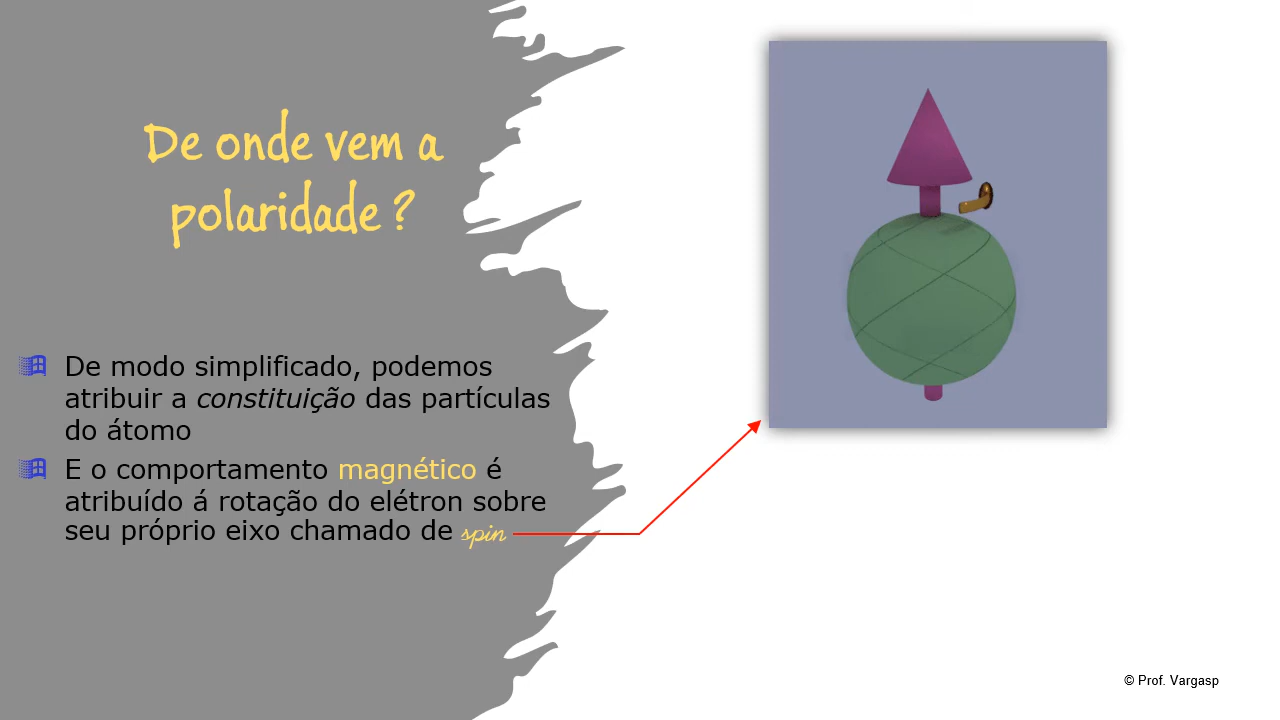 De onde vem a
polaridade ?
De modo simplificado, podemos
atribuir a constituição das partículas
do átomo
E o comportamento magnético é
atribuído á rotação do elétron sobre
seu próprio eixo chamado de spin
© Prof. Vargasp